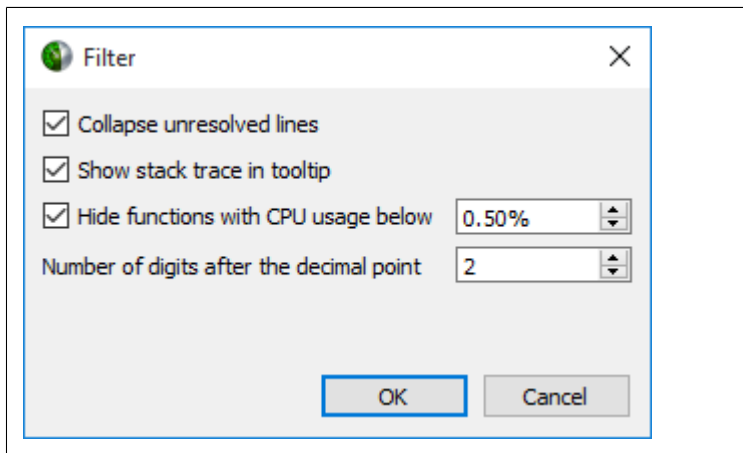 Filter
Collapse unresolved lines
Show stack trace in tooltip
Hide functions with CPU usage below 0.50%
Number of digits after the decimal point 2
OK Cancel